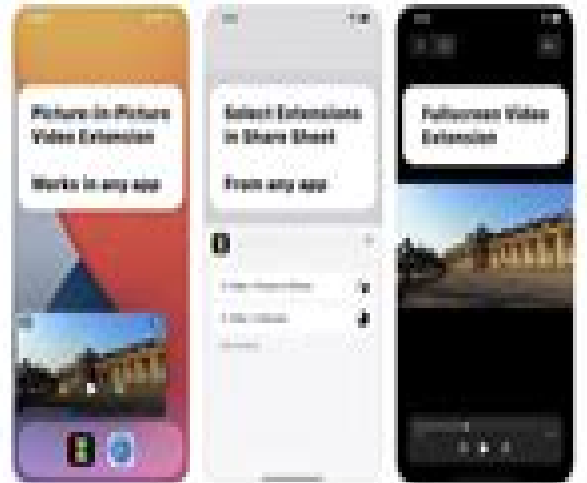 Picture-in-Picture
Video Extension
Works in any app
Select Extensions
in Share Sheet
From any app
Fullscreen Video
Extension